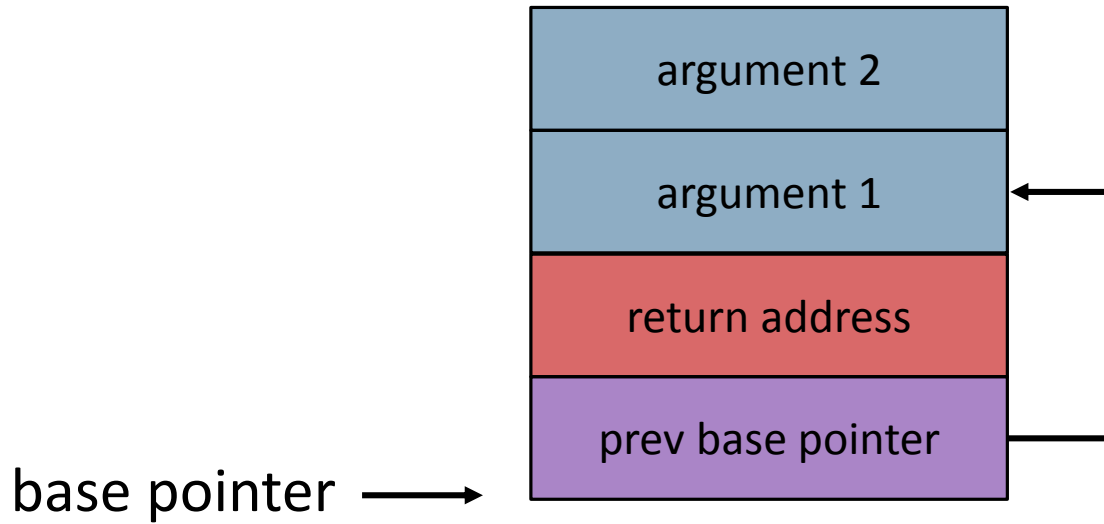 argument 2
argument 1
return address
prev base pointer
base pointer